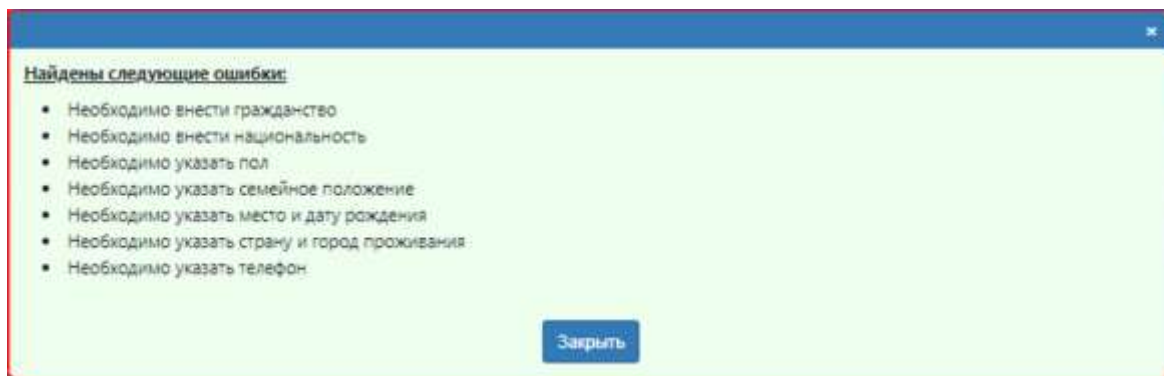 ×
Найдены следующие ошибки:
• Необходимо внести гражданство
• Необходимо внести национальность
• Необходимо указать пол
• Необходимо указать семейное положение
• Необходимо указать место и дату рождения
• Необходимо указать страну и город проживания
• Необходимо указать телефон
Закрыть